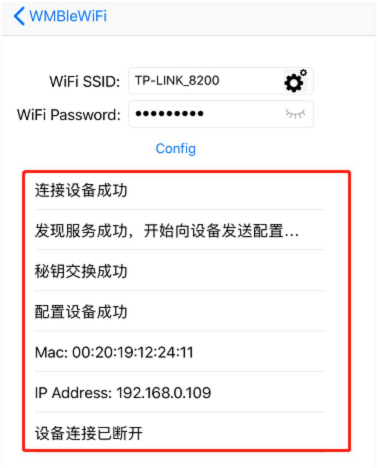 WMBleWiFi
WiFi SSID: TP-LINK_8200
WiFi Password: •••••••••
Config
连接设备成功
发现服务成功，开始向设备发送配置...
秘钥交换成功
配置设备成功
Mac: 00:20:19:12:24:11
IP Address: 192.168.0.109
设备连接已断开